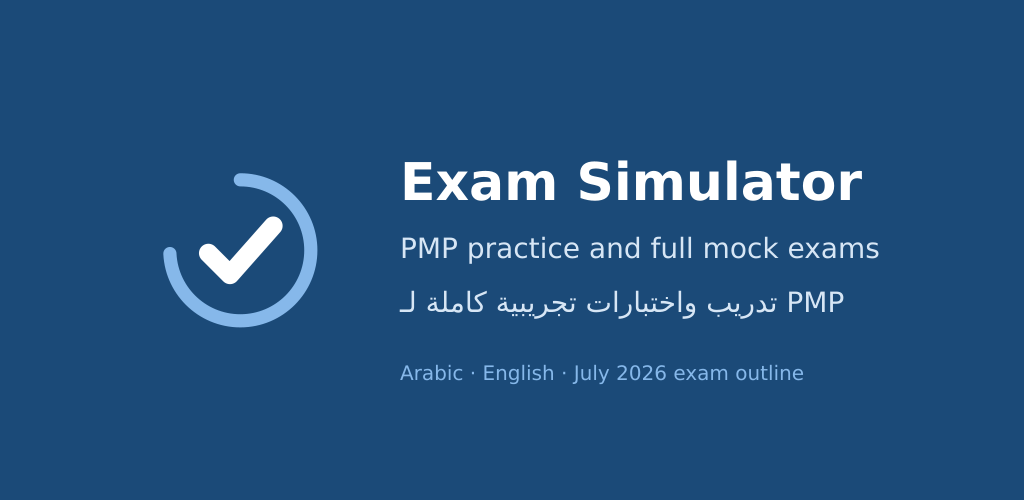 Exam Simulator
PMP practice and full mock exams
تدريب واختبارات تجريبية كاملة لـ PMP
Arabic · English · July 2026 exam outline